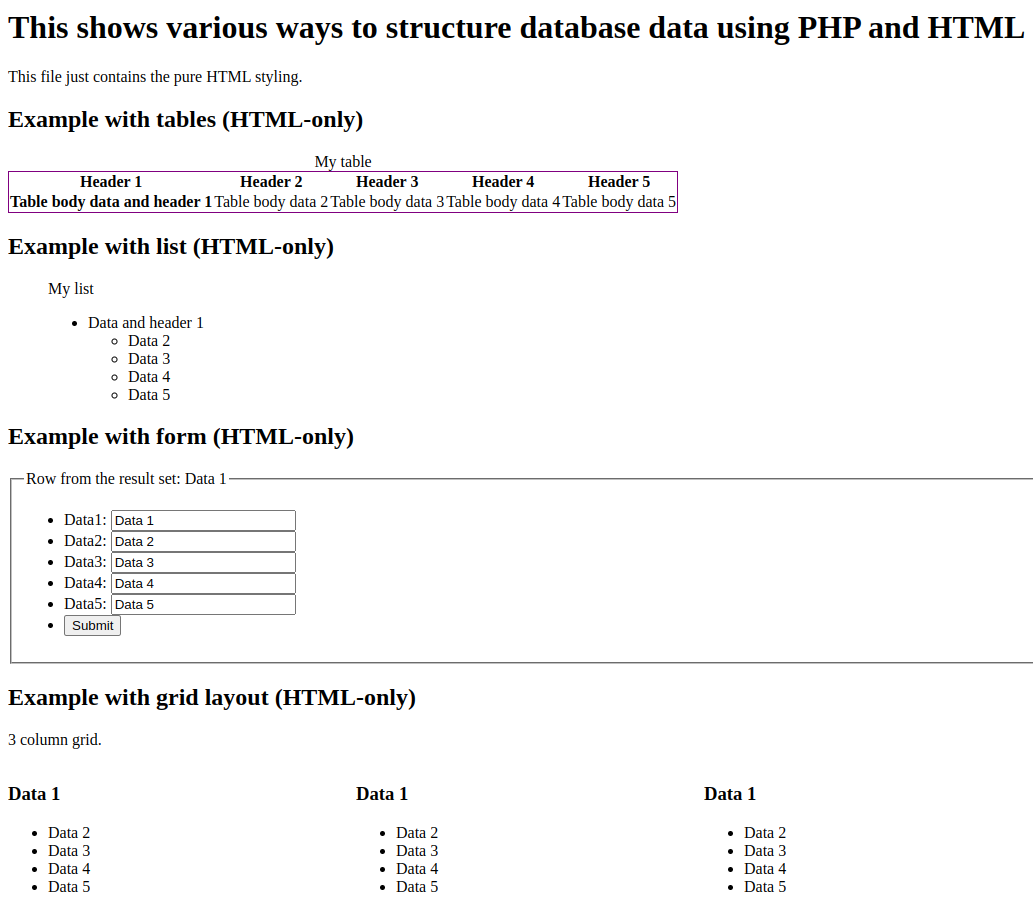 This shows various ways to structure database data using PHP and HTML
This file just contains the pure HTML styling.
Example with tables (HTML-only)
My table
Header 1 Header 2 Header 3 Header 4 Header 5
Table body data and header 1 Table body data 2 Table body data 3 Table body data 4 Table body data 5
Example with list (HTML-only)
My list
Data and header 1
Data 2
Data 3
Data 4
Data 5
Example with form (HTML-only)
Row from the result set: Data 1
Data1: Data 1
Data2: Data 2
Data3: Data 3
Data4: Data 4
Data5: Data 5
Submit
Example with grid layout (HTML-only)
3 column grid.
Data 1 Data 1 Data 1
Data 2 Data 2 Data 2
Data 3 Data 3 Data 3
Data 4 Data 4 Data 4
Data 5 Data 5 Data 5